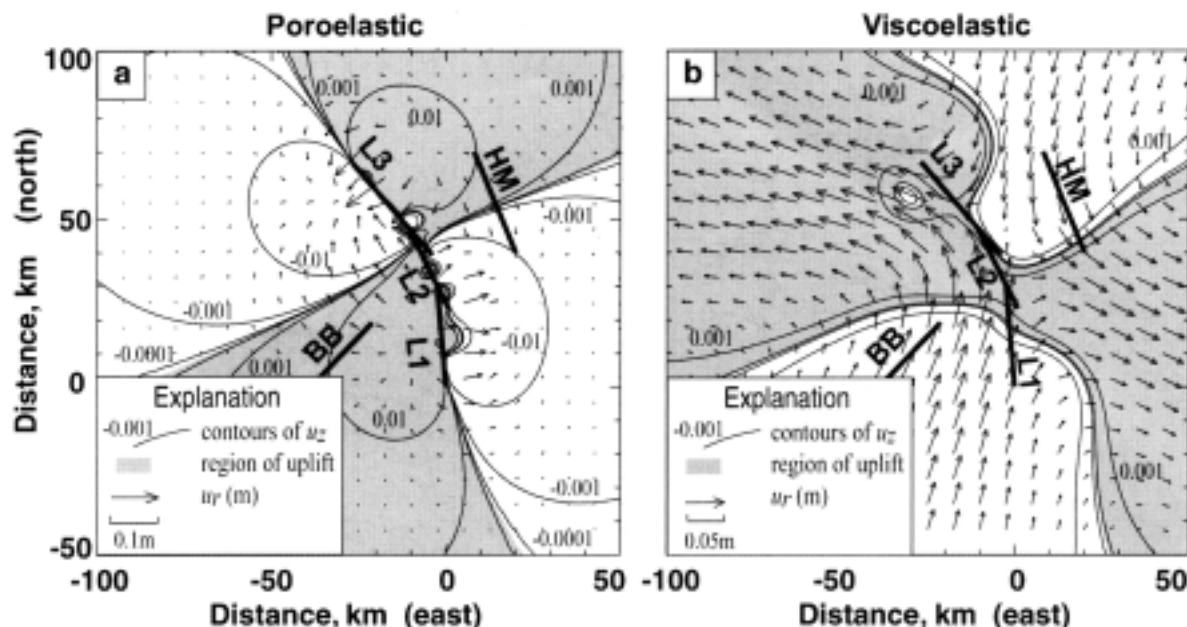 Poroelastic
Viscoelastic
100
50
0
-50
Distance, km (north)
a
0.001
0.001
0.01
L3
HM
-0.001
-0.01
L2
BB
L1
-0.01
-0.001
-0.0001
0.001
0.01
-0.001
-0.0001
Explanation
-0.001
contours of uz
region of uplift
ur (m)
0.1m
-100
-50
0
50
Distance, km (east)
b
0.001
0.001
L3
HM
L2
BB
L1
0.001
0.001
Explanation
-0.001
contours of uz
region of uplift
ur (m)
0.05m
-100
-50
0
50
Distance, km (east)